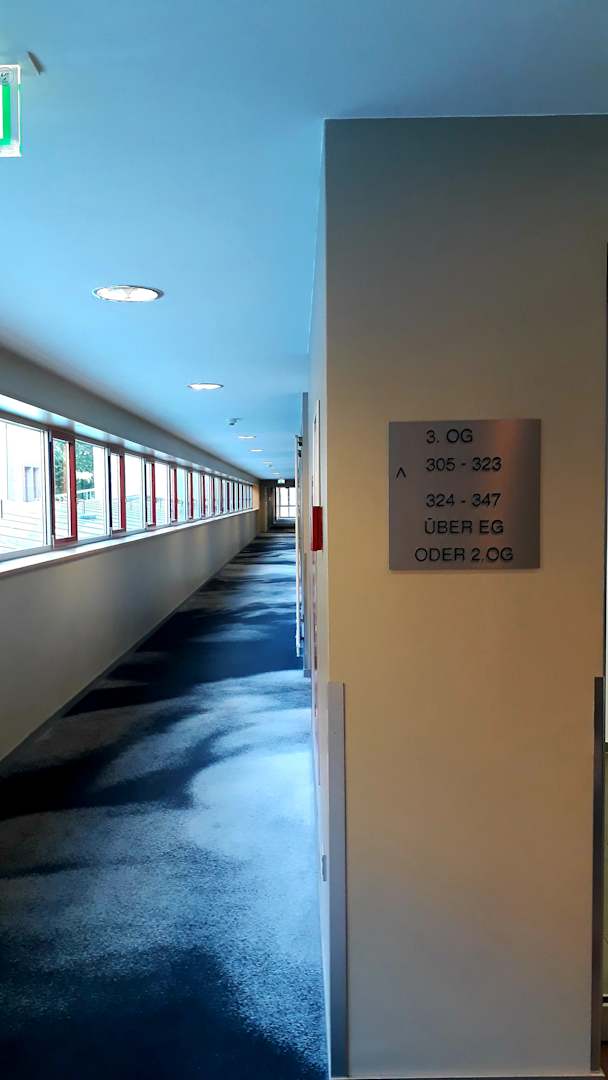 3. OG
^ 305 - 323
324 - 347
ÜBER EG
ODER 2.OG